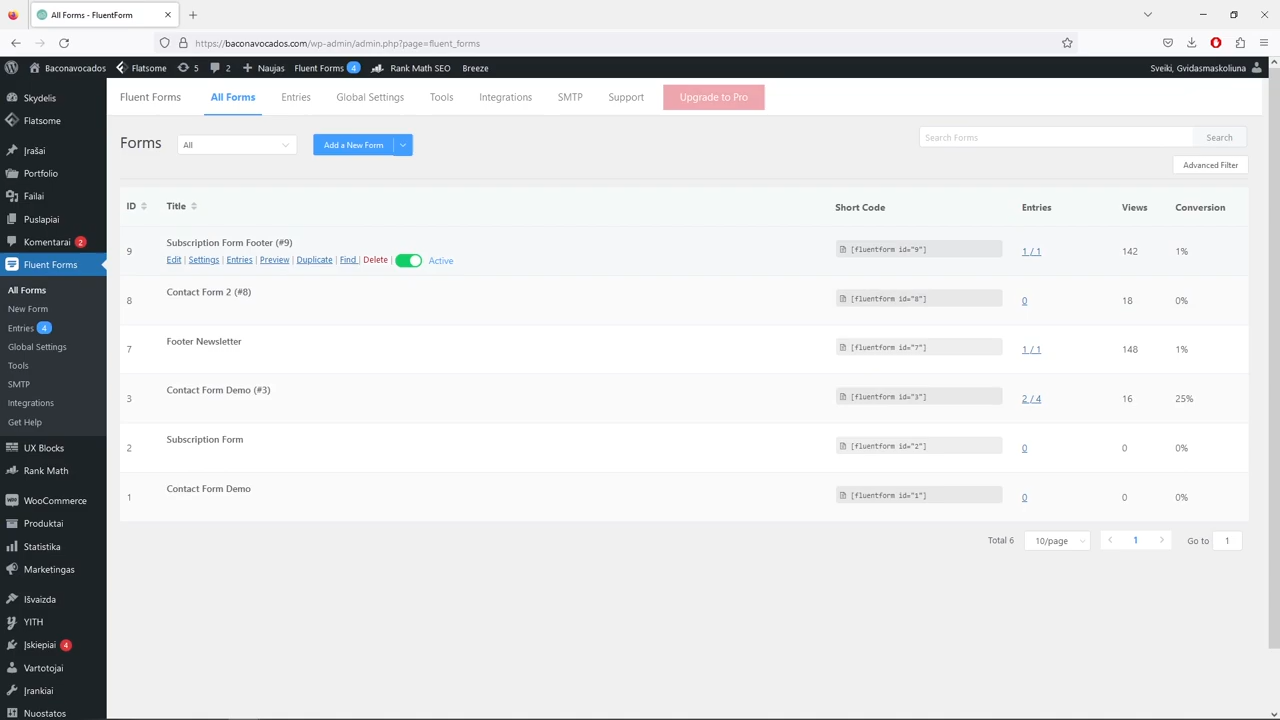 All Forms - FluentForm
https://baconavocados.com/wp-admin/admin.php?page=fluent_forms
Baconavocados Flatsome 5 2 Naujas Fluent Forms 4 Rank Math SEO Breeze Sveiki, Gvidasmaskoliuna
Skydelis
Flatsome
Įrašai
Portfolio
Failai
Puslapiai
Komentarai 2
Fluent Forms
All Forms
New Form
Entries 4
Global Settings
Tools
SMTP
Integrations
Get Help
UX Blocks
Rank Math
WooCommerce
Produktai
Statistika
Marketingas
Išvaizda
YITH
Įskiepiai 4
Vartotojai
Įrankiai
Nuostatos
Fluent Forms All Forms Entries Global Settings Tools Integrations SMTP Support Upgrade to Pro
Forms All Add a New Form Search Forms Search
Advanced Filter
ID Title Short Code Entries Views Conversion
9 Subscription Form Footer (#9) [fluentform id="9"] 1 / 1 142 1%
Edit | Settings | Entries | Preview | Duplicate | Find | Delete | Active
8 Contact Form 2 (#8) [fluentform id="8"] 0 18 0%
7 Footer Newsletter [fluentform id="7"] 1 / 1 148 1%
3 Contact Form Demo (#3) [fluentform id="3"] 2 / 4 16 25%
2 Subscription Form [fluentform id="2"] 0 0 0%
1 Contact Form Demo [fluentform id="1"] 0 0 0%
Total 6 10/page 1 Go to 1